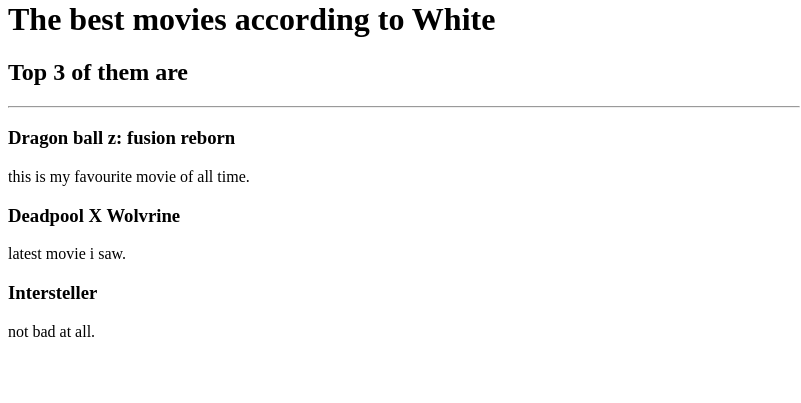 The best movies according to White
Top 3 of them are
Dragon ball z: fusion reborn
this is my favourite movie of all time.
Deadpool X Wolvrine
latest movie i saw.
Intersteller
not bad at all.